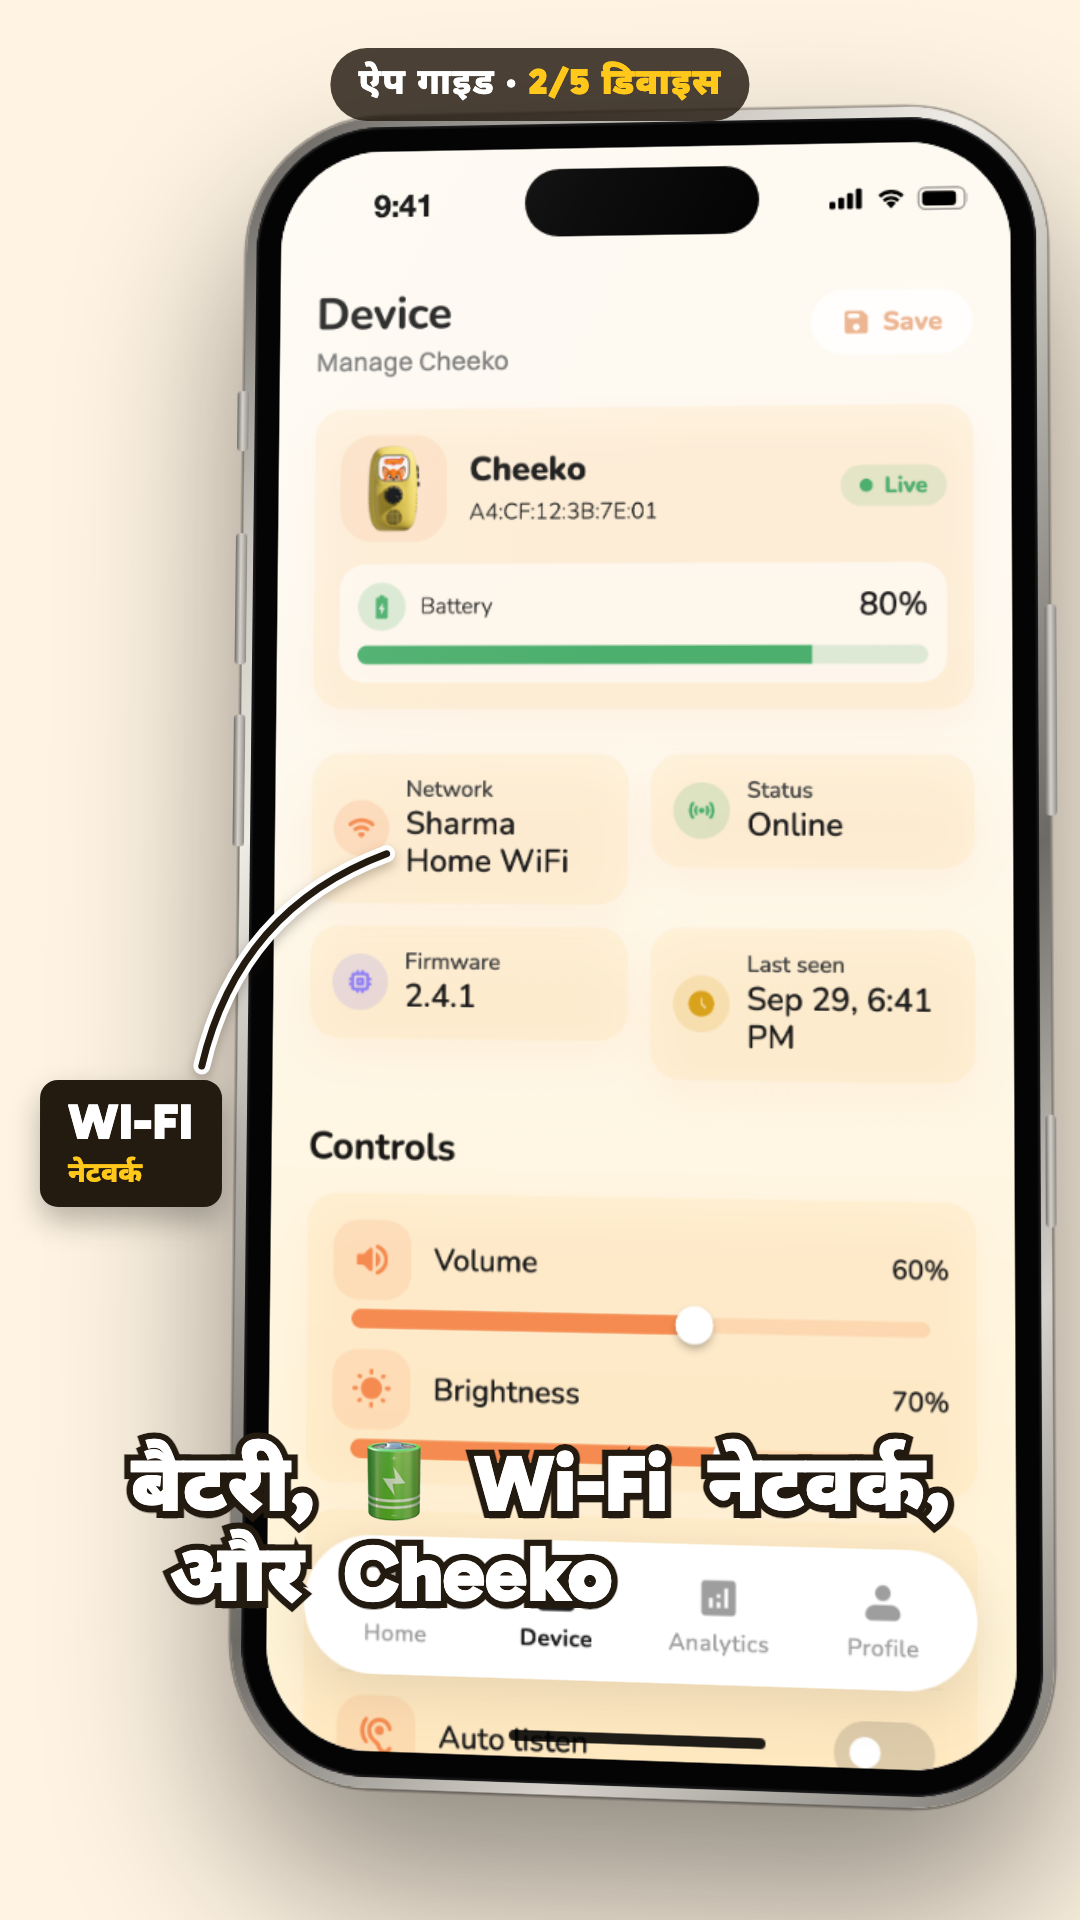 ऐप गाइड · 2/5 डिवाइस
9:41
Device
Save
Manage Cheeko
Cheeko
Live
A4:CF:12:3B:7E:01
Battery
80%
Network
Sharma
Home WiFi
Status
Online
Firmware
2.4.1
Last seen
Sep 29, 6:41
PM
WI-FI
नेटवर्क
Controls
Volume
60%
Brightness
70%
बैटरी, Wi-Fi नेटवर्क,
और Cheeko
Home
Device
Analytics
Profile
Auto listen